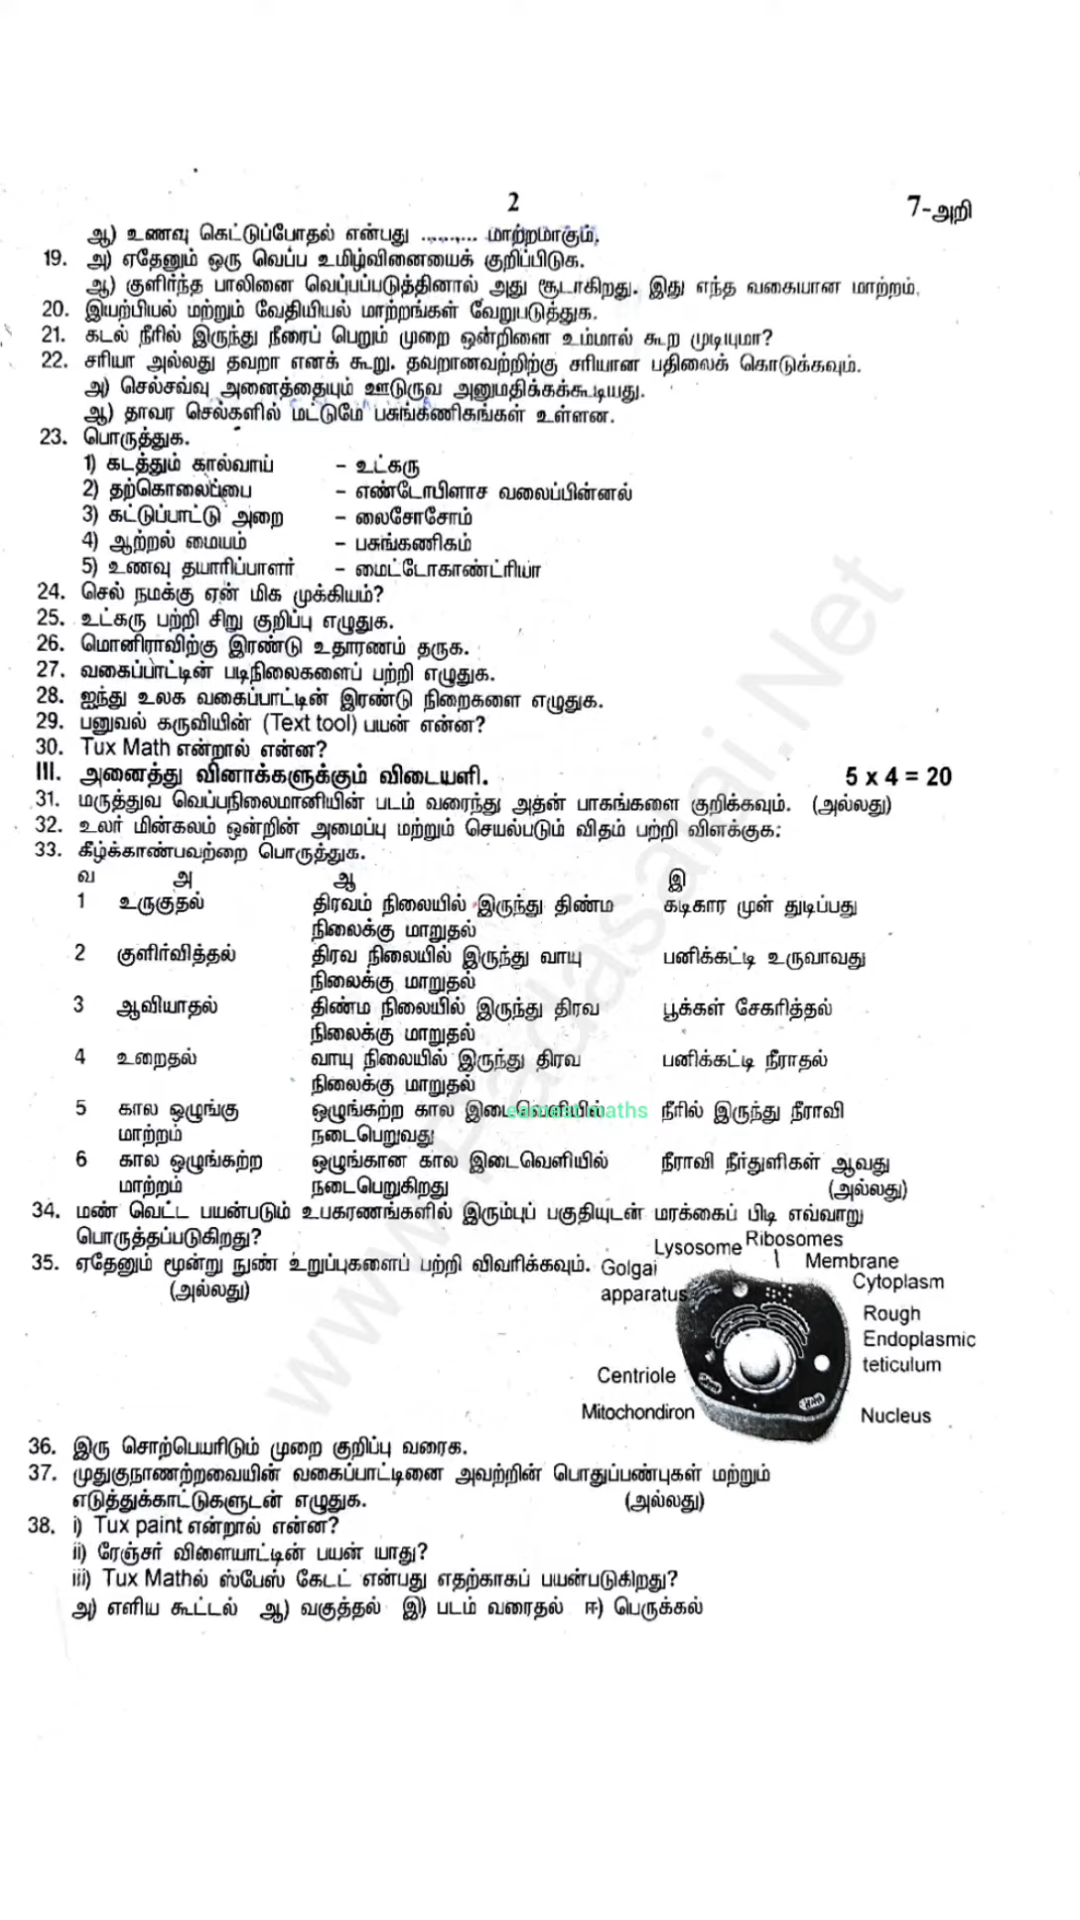 2
7-அறி
ஆ) உணவு கெட்டுப்போதல் என்பது ......... மாற்றமாகும்.
19. அ) ஏதேனும் ஒரு வெப்ப உமிழ்வினையைக் குறிப்பிடுக.
ஆ) குளிர்ந்த பாலினை வெப்பப்படுத்தினால் அது சூடாகிறது. இது எந்த வகையான மாற்றம்.
20. இயற்பியல் மற்றும் வேதியியல் மாற்றங்கள் வேறுபடுத்துக.
21. கடல் நீரில் இருந்து நீரைப் பெறும் முறை ஒன்றினை உம்மால் கூற முடியுமா?
22. சரியா அல்லது தவறா எனக் கூறு. தவறானவற்றிற்கு சரியான பதிலைக் கொடுக்கவும்.
அ) செல்சவ்வு அனைத்தையும் ஊடுருவ அனுமதிக்கக்கூடியது.
ஆ) தாவர செல்களில் மட்டுமே பசுங்கணிகங்கள் உள்ளன.
23. பொருத்துக.
1) கடத்தும் கால்வாய் – உட்கரு
2) தற்கொலைப்பை – எண்டோபிளாச வலைப்பின்னல்
3) கட்டுப்பாட்டு அறை – லைசோசோம்
4) ஆற்றல் மையம் – பசுங்கணிகம்
5) உணவு தயாரிப்பாளர் – மைட்டோகாண்ட்ரியா
24. செல் நமக்கு ஏன் மிக முக்கியம்?
25. உட்கரு பற்றி சிறு குறிப்பு எழுதுக.
26. மொனிராவிற்கு இரண்டு உதாரணம் தருக.
27. வகைப்பாட்டின் படிநிலைகளைப் பற்றி எழுதுக.
28. ஐந்து உலக வகைப்பாட்டின் இரண்டு நிறைகளை எழுதுக.
29. பனுவல் கருவியின் (Text tool) பயன் என்ன?
30. Tux Math என்றால் என்ன?
III. அனைத்து வினாக்களுக்கும் விடையளி. 5 x 4 = 20
31. மருத்துவ வெப்பநிலைமானியின் படம் வரைந்து அதன் பாகங்களை குறிக்கவும். (அல்லது)
32. உலர் மின்கலம் ஒன்றின் அமைப்பு மற்றும் செயல்படும் விதம் பற்றி விளக்குக:
33. கீழ்க்காண்பவற்றை பொருத்துக.
வ அ ஆ இ
1 உருகுதல் திரவம் நிலையில் இருந்து திண்ம கடிகார முள் துடிப்பது
நிலைக்கு மாறுதல்
2 குளிர்வித்தல் திரவ நிலையில் இருந்து வாயு பனிக்கட்டி உருவாவது
நிலைக்கு மாறுதல்
3 ஆவியாதல் திண்ம நிலையில் இருந்து திரவ பூக்கள் சேகரித்தல்
நிலைக்கு மாறுதல்
4 உறைதல் வாயு நிலையில் இருந்து திரவ பனிக்கட்டி நீராதல்
நிலைக்கு மாறுதல்
5 கால ஒழுங்கு ஒழுங்கற்ற கால இடைவெளியில் நீரில் இருந்து நீராவி
மாற்றம் நடைபெறுவது
6 கால ஒழுங்கற்ற ஒழுங்கான கால இடைவெளியில் நீராவி நீர்துளிகள் ஆவது
மாற்றம் நடைபெறுகிறது (அல்லது)
34. மண் வெட்ட பயன்படும் உபகரணங்களில் இரும்புப் பகுதியுடன் மரக்கைப் பிடி எவ்வாறு
பொருத்தப்படுகிறது?
35. ஏதேனும் மூன்று நுண் உறுப்புகளைப் பற்றி விவரிக்கவும்.
(அல்லது)
Lysosome Ribosomes
Golgai Membrane
apparatus Cytoplasm
Rough
Endoplasmic
teticulum
Centriole
Mitochondiron Nucleus
36. இரு சொற்பெயரிடும் முறை குறிப்பு வரைக.
37. முதுகுநாணற்றவையின் வகைப்பாட்டினை அவற்றின் பொதுப்பண்புகள் மற்றும்
எடுத்துக்காட்டுகளுடன் எழுதுக. (அல்லது)
38. i) Tux paint என்றால் என்ன?
ii) ரேஞ்சர் விளையாட்டின் பயன் யாது?
iii) Tux Mathல் ஸ்பேஸ் கேடட் என்பது எதற்காகப் பயன்படுகிறது?
அ) எளிய கூட்டல் ஆ) வகுத்தல் இ) படம் வரைதல் ஈ) பெருக்கல்
www.Padasalai.Net
earnest maths